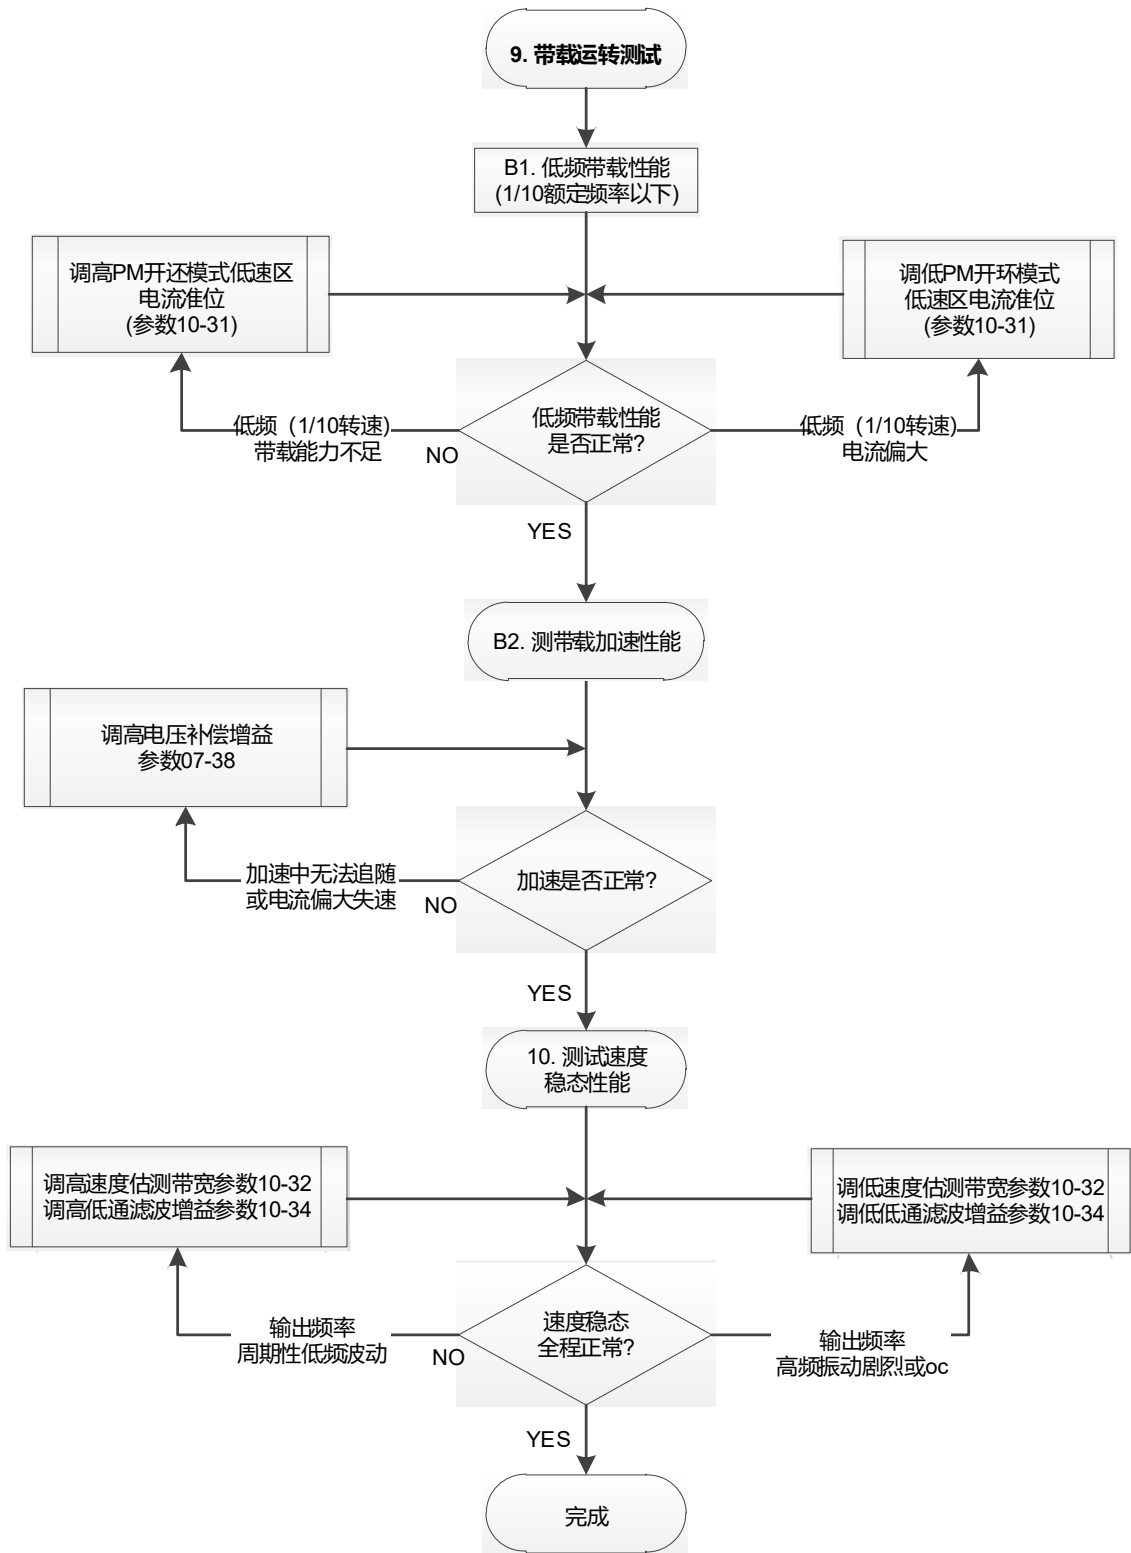 9. 带载运转测试
B1. 低频带载性能
(1/10额定频率以下)
调高PM开还模式低速区
电流准位
(参数10-31)
调低PM开环模式
低速区电流准位
(参数10-31)
低频带载性能
是否正常?
低频（1/10转速)
带载能力不足
NO
低频（1/10转速)
电流偏大
YES
B2. 测带载加速性能
调高电压补偿增益
参数07-38
加速是否正常?
加速中无法追随
或电流偏大失速
NO
YES
10. 测试速度
稳态性能
调高速度估测带宽参数10-32
调高低通滤波增益参数10-34
调低速度估测带宽参数10-32
调低低通滤波增益参数10-34
速度稳态
全程正常?
输出频率
周期性低频波动
NO
输出频率
高频振动剧烈或oc
YES
完成